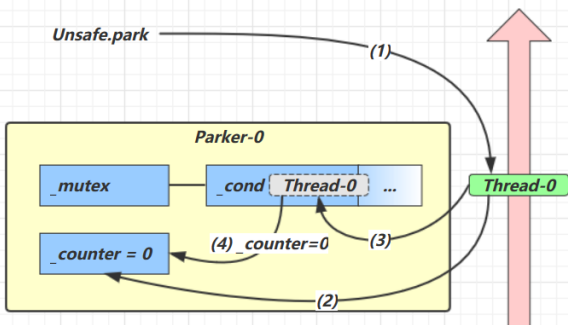 Unsafe.park
(1)
Parker-0
_mutex
_cond
Thread-0
...
Thread-0
(4) _counter=0
(3)
_counter = 0
(2)